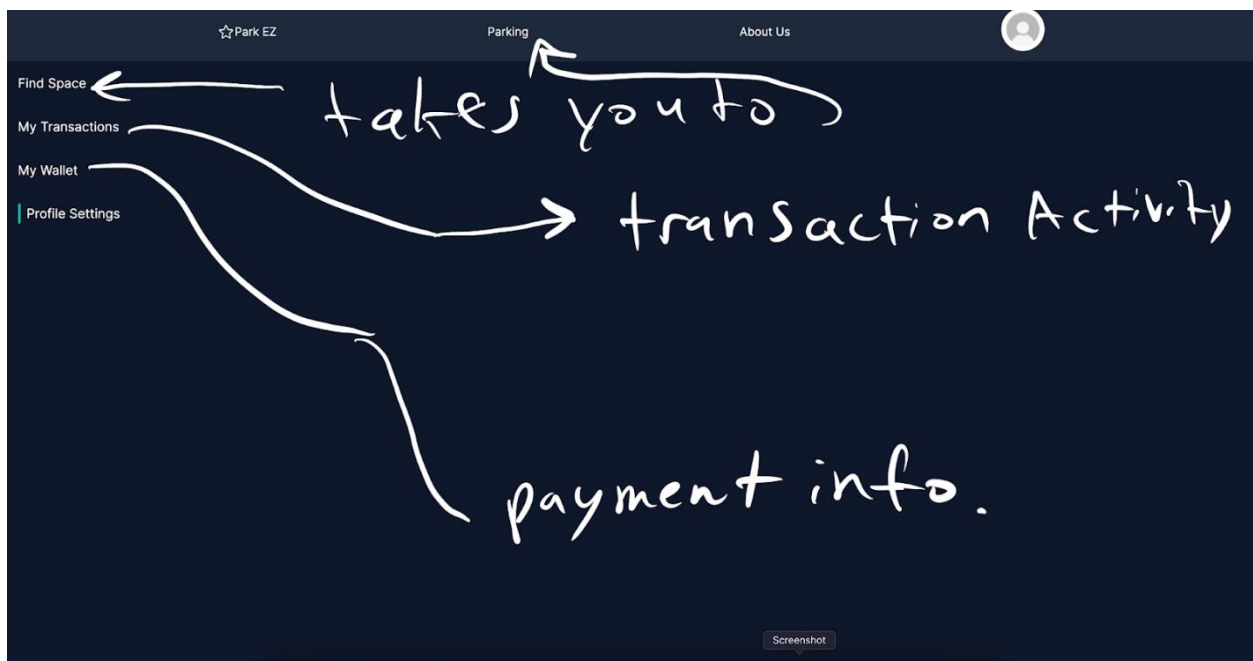 Park EZ Parking About Us
Find Space
takes you to
My Transactions
My Wallet
transaction Activity
Profile Settings
payment info.
Screenshot